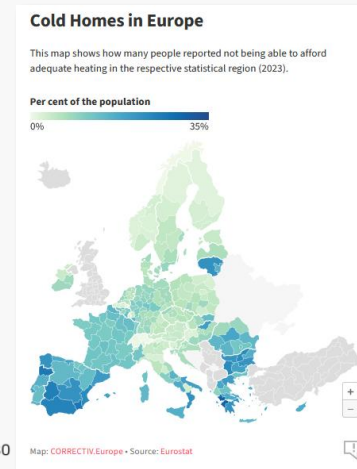 Cold Homes in Europe
This map shows how many people reported not being able to afford
adequate heating in the respective statistical region (2023).
Per cent of the population
0% 35%
+
−
Map: CORRECTIV.Europe • Source: Eurostat